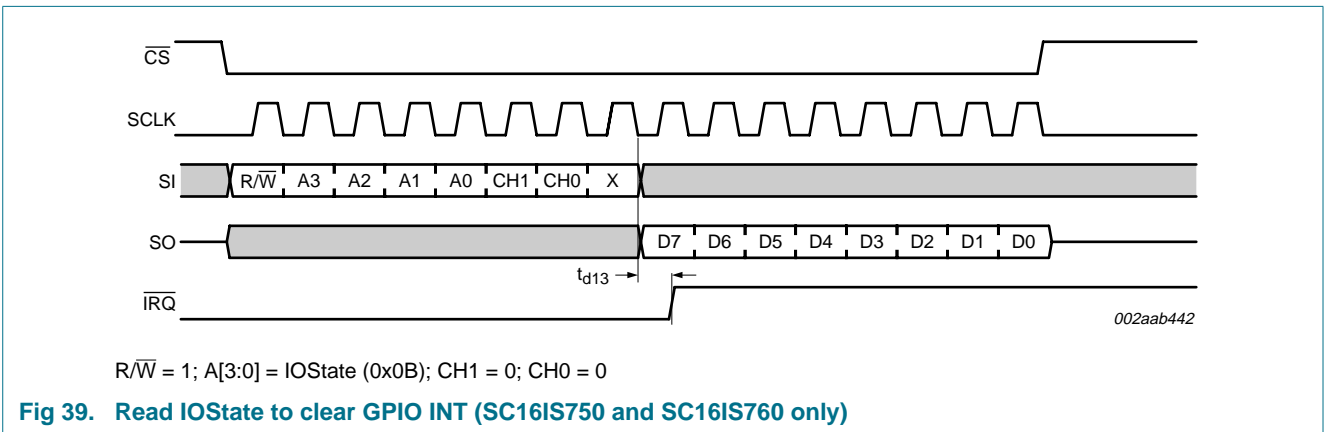 C̅S̅
SCLK
SI R/W̅ A3 A2 A1 A0 CH1 CH0 X
SO D7 D6 D5 D4 D3 D2 D1 D0
td13
I̅R̅Q̅
002aab442
R/W̅ = 1; A[3:0] = IOState (0x0B); CH1 = 0; CH0 = 0
Fig 39. Read IOState to clear GPIO INT (SC16IS750 and SC16IS760 only)